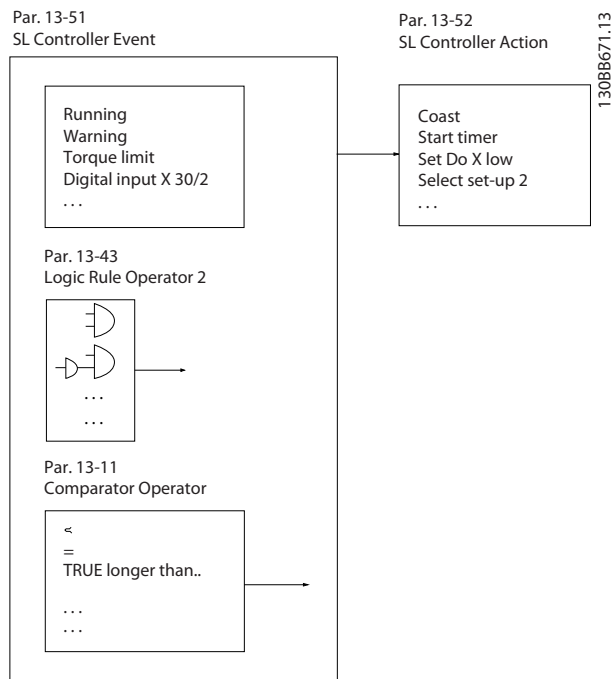 Par. 13-51
SL Controller Event
Par. 13-52
SL Controller Action
130BB671.13
Running
Warning
Torque limit
Digital input X 30/2
. . .
Coast
Start timer
Set Do X low
Select set-up 2
. . .
Par. 13-43
Logic Rule Operator 2
. . .
. . .
Par. 13-11
Comparator Operator
=
TRUE longer than..
. . .
. . .